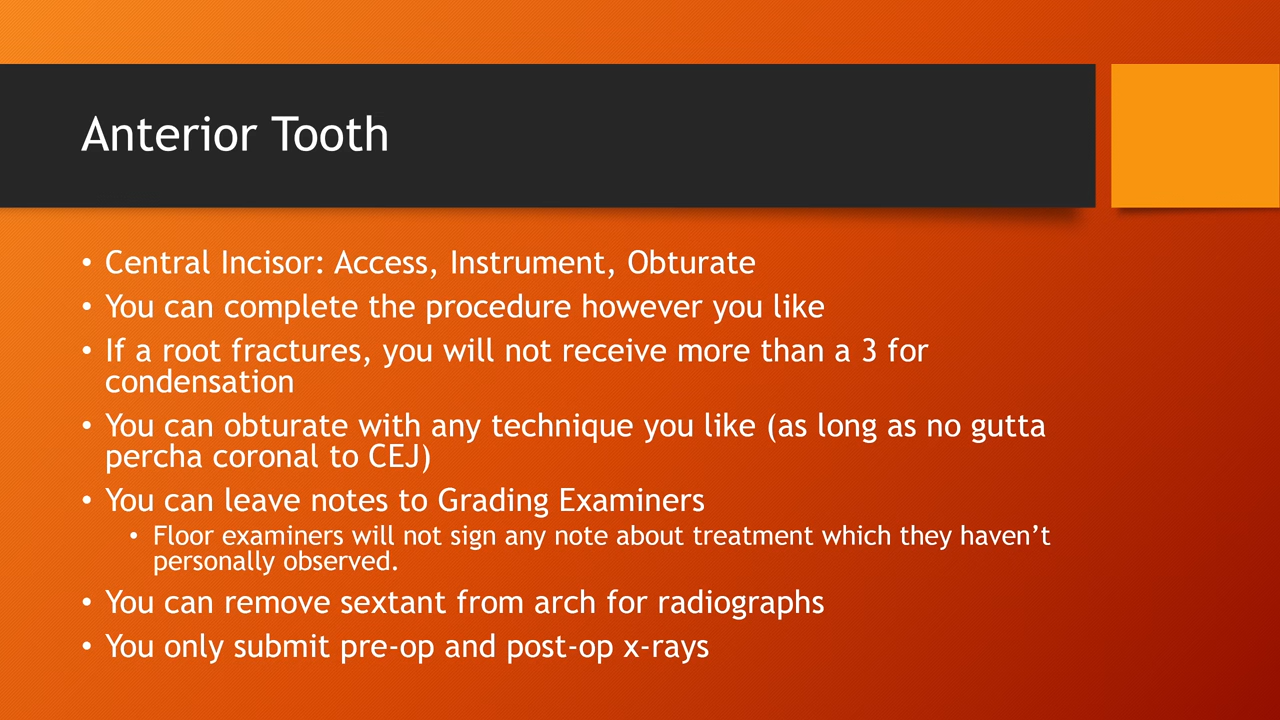 Anterior Tooth
• Central Incisor: Access, Instrument, Obturate
• You can complete the procedure however you like
• If a root fractures, you will not receive more than a 3 for
condensation
• You can obturate with any technique you like (as long as no gutta
percha coronal to CEJ)
• You can leave notes to Grading Examiners
• Floor examiners will not sign any note about treatment which they haven’t
personally observed.
• You can remove sextant from arch for radiographs
• You only submit pre-op and post-op x-rays